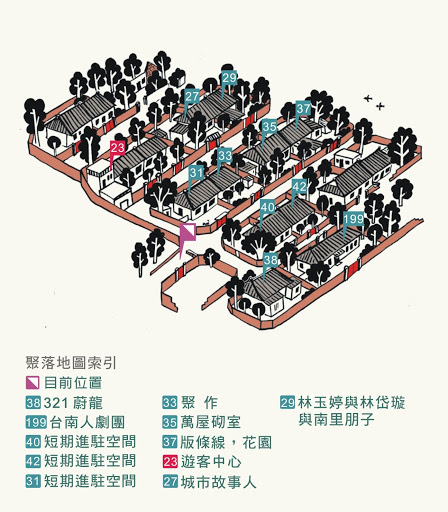 29
27
37
35
23
33
31
42
40
199
38
聚落地圖索引
目前位置
38 321 蔚龍
199 台南人劇團
40 短期進駐空間
42 短期進駐空間
31 短期進駐空間
33 聚 作
35 萬屋砌室
37 版條線,花園
23 遊客中心
27 城市故事人
29 林玉婷與林岱璇
與南里朋子